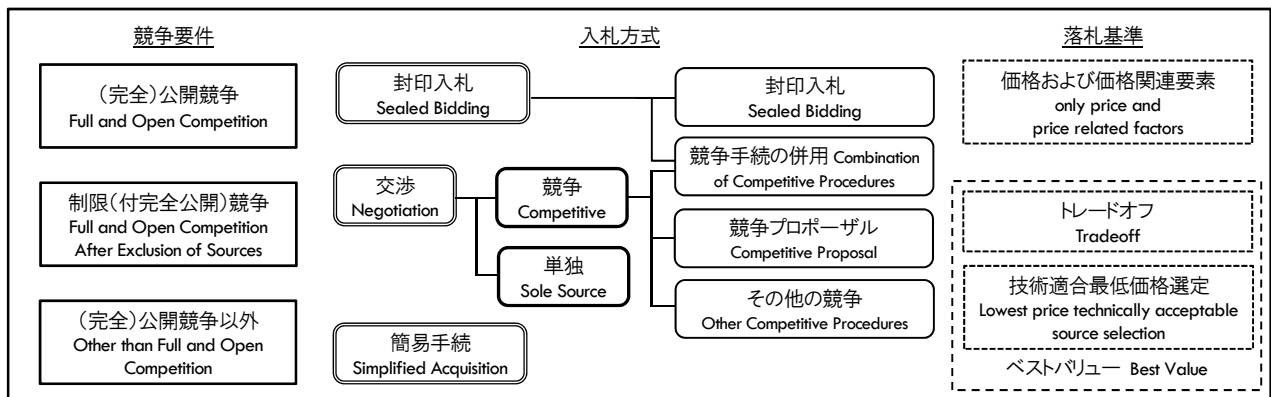 競争要件
(完全)公開競争
Full and Open Competition
制限(付完全公開)競争
Full and Open Competition
After Exclusion of Sources
(完全)公開競争以外
Other than Full and Open
Competition
入札方式
封印入札
Sealed Bidding
交渉
Negotiation
簡易手続
Simplified Acquisition
競争
Competitive
単独
Sole Source
封印入札
Sealed Bidding
競争手続の併用 Combination
of Competitive Procedures
競争プロポーザル
Competitive Proposal
その他の競争
Other Competitive Procedures
落札基準
価格および価格関連要素
only price and
price related factors
トレードオフ
Tradeoff
技術適合最低価格選定
Lowest price technically acceptable
source selection
ベストバリュー Best Value